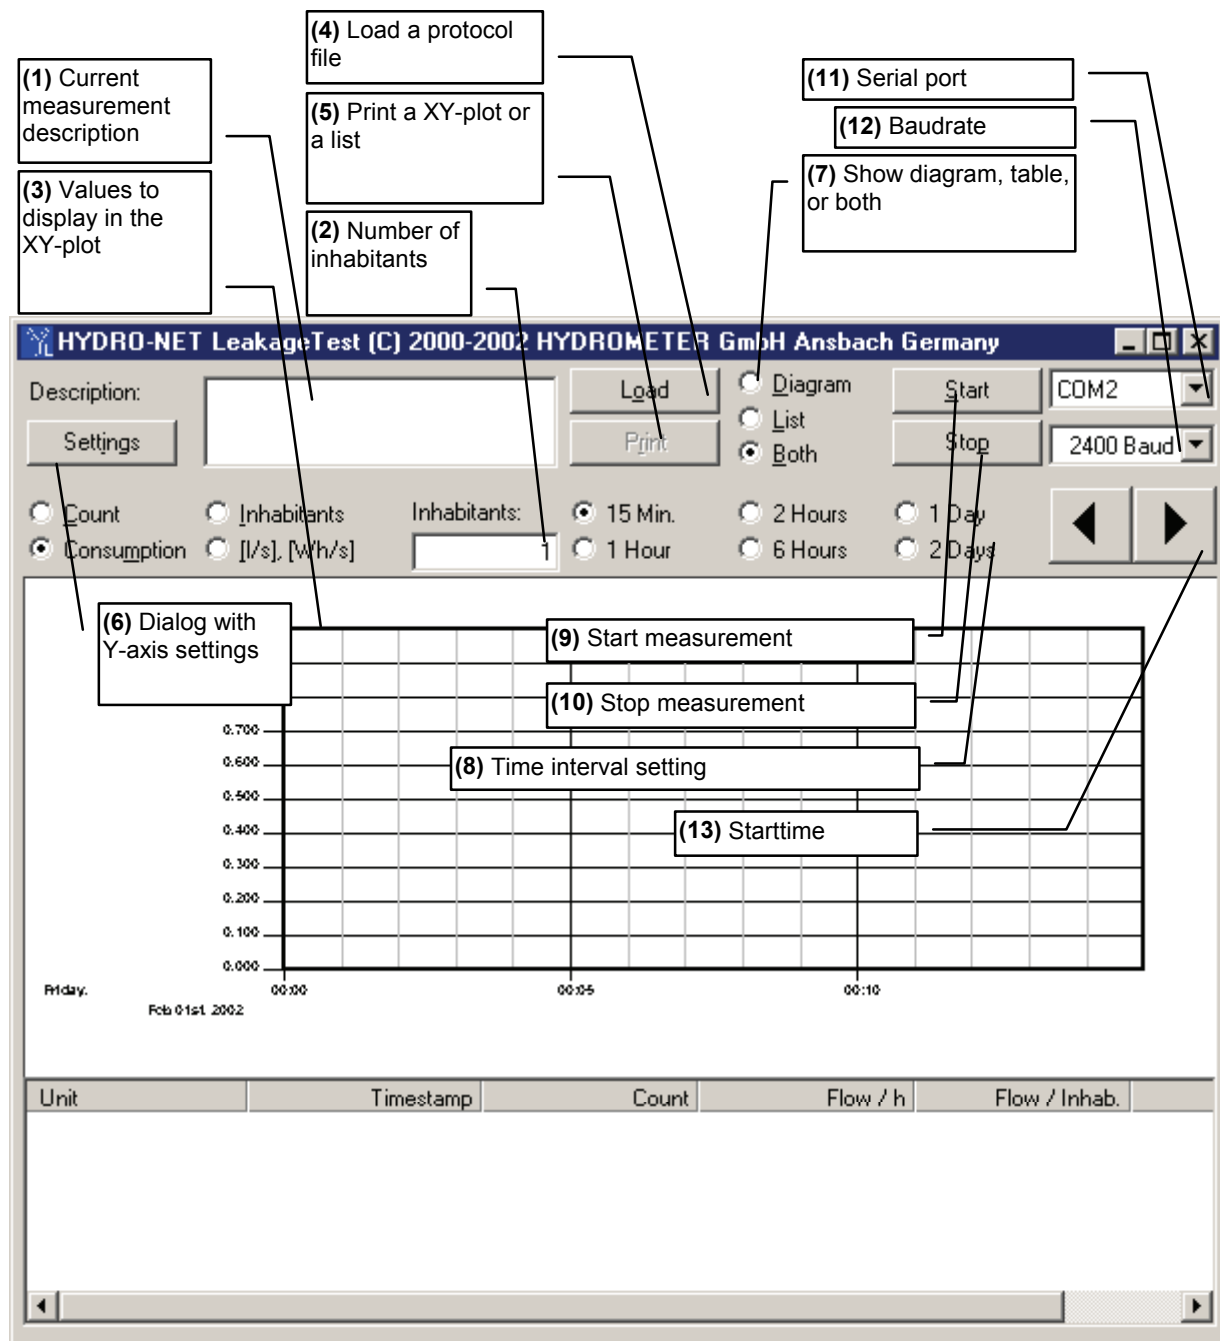 (4) Load a protocol
file
(1) Current
measurement
description
(5) Print a XY-plot or
a list
(11) Serial port
(12) Baudrate
(3) Values to
display in the
XY-plot
(2) Number of
inhabitants
(7) Show diagram, table,
or both
HYDRO-NET LeakageTest (C) 2000-2002 HYDROMETER GmbH Ansbach Germany
Description:
Load
Diagram
Start
COM2
Settings
Print
List
Both
Stop
2400 Baud
Count
Inhabitants
Inhabitants:
15 Min.
2 Hours
1 Day
Consumption
[l/s], [Wh/s]
1
1 Hour
6 Hours
2 Days
(6) Dialog with
Y-axis settings
(9) Start measurement
(10) Stop measurement
(8) Time interval setting
(13) Starttime
0.700
0.600
0.500
0.400
0.300
0.200
0.100
0.000
Friday.
00:00
00:05
00:10
Feb 01st. 2002
Unit
Timestamp
Count
Flow / h
Flow / Inhab.